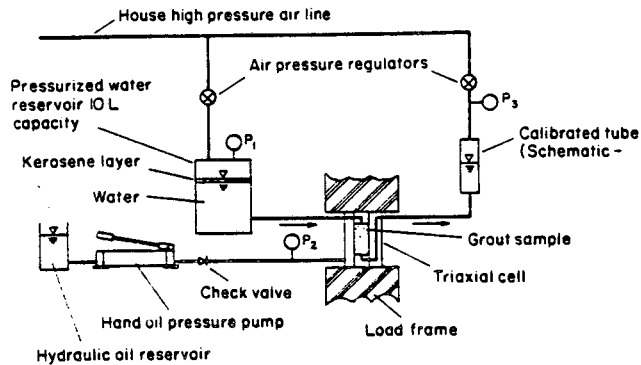 House high pressure air line
Air pressure regulators
Pressurized water
reservoir 10L
capacity
P1
P3
Calibrated tube
(Schematic -
Kerosene layer
Water
P2
Grout sample
Triaxial cell
Check valve
Load frame
Hand oil pressure pump
Hydraulic oil reservoir